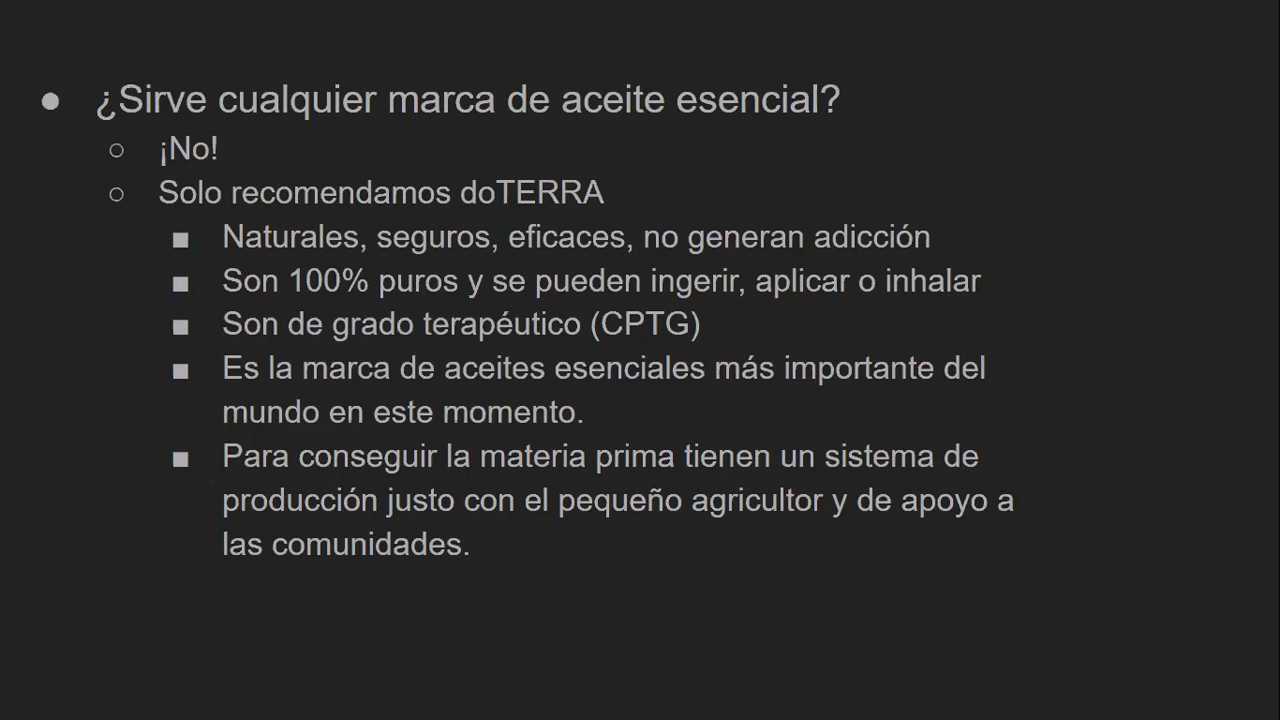 ● ¿Sirve cualquier marca de aceite esencial?
○ ¡No!
○ Solo recomendamos doTERRA
■ Naturales, seguros, eficaces, no generan adicción
■ Son 100% puros y se pueden ingerir, aplicar o inhalar
■ Son de grado terapéutico (CPTG)
■ Es la marca de aceites esenciales más importante del
mundo en este momento.
■ Para conseguir la materia prima tienen un sistema de
producción justo con el pequeño agricultor y de apoyo a
las comunidades.